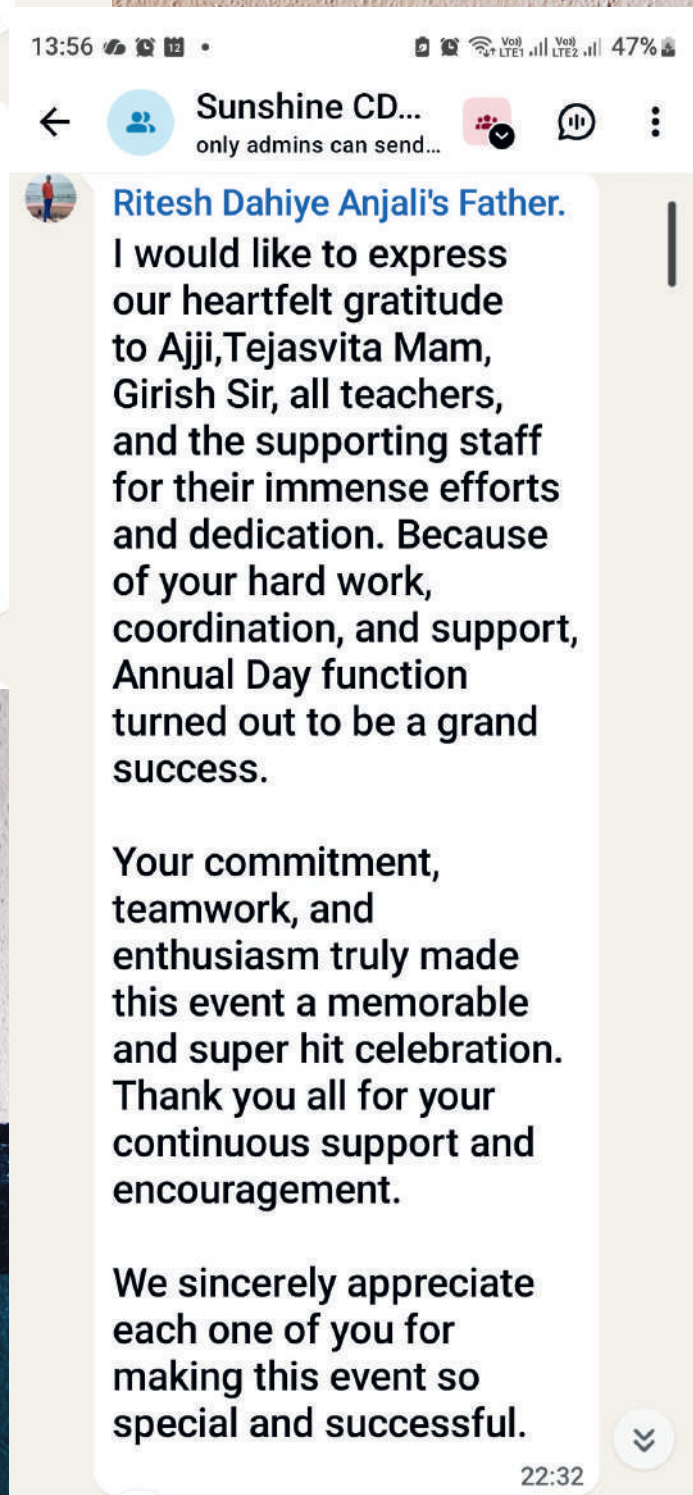 13:56 12 Vo) LTE1 Vo) LTE2 47%
Sunshine CD...
only admins can send...
Ritesh Dahiye Anjali's Father.
I would like to express
our heartfelt gratitude
to Ajji,Tejasvita Mam,
Girish Sir, all teachers,
and the supporting staff
for their immense efforts
and dedication. Because
of your hard work,
coordination, and support,
Annual Day function
turned out to be a grand
success.
Your commitment,
teamwork, and
enthusiasm truly made
this event a memorable
and super hit celebration.
Thank you all for your
continuous support and
encouragement.
We sincerely appreciate
each one of you for
making this event so
special and successful.
22:32